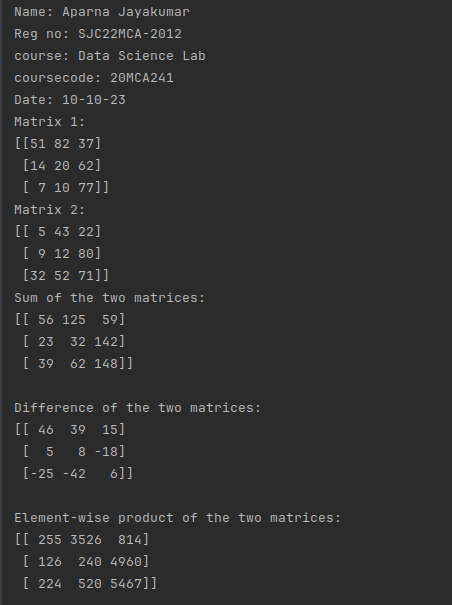 Name: Aparna Jayakumar
Reg no: SJC22MCA-2012
course: Data Science Lab
coursecode: 20MCA241
Date: 10-10-23
Matrix 1:
[[51 82 37]
 [14 20 62]
 [ 7 10 77]]
Matrix 2:
[[ 5 43 22]
 [ 9 12 80]
 [32 52 71]]
Sum of the two matrices:
[[ 56 125  59]
 [ 23  32 142]
 [ 39  62 148]]

Difference of the two matrices:
[[ 46  39  15]
 [  5   8 -18]
 [-25 -42   6]]

Element-wise product of the two matrices:
[[ 255 3526  814]
 [ 126  240 4960]
 [ 224  520 5467]]